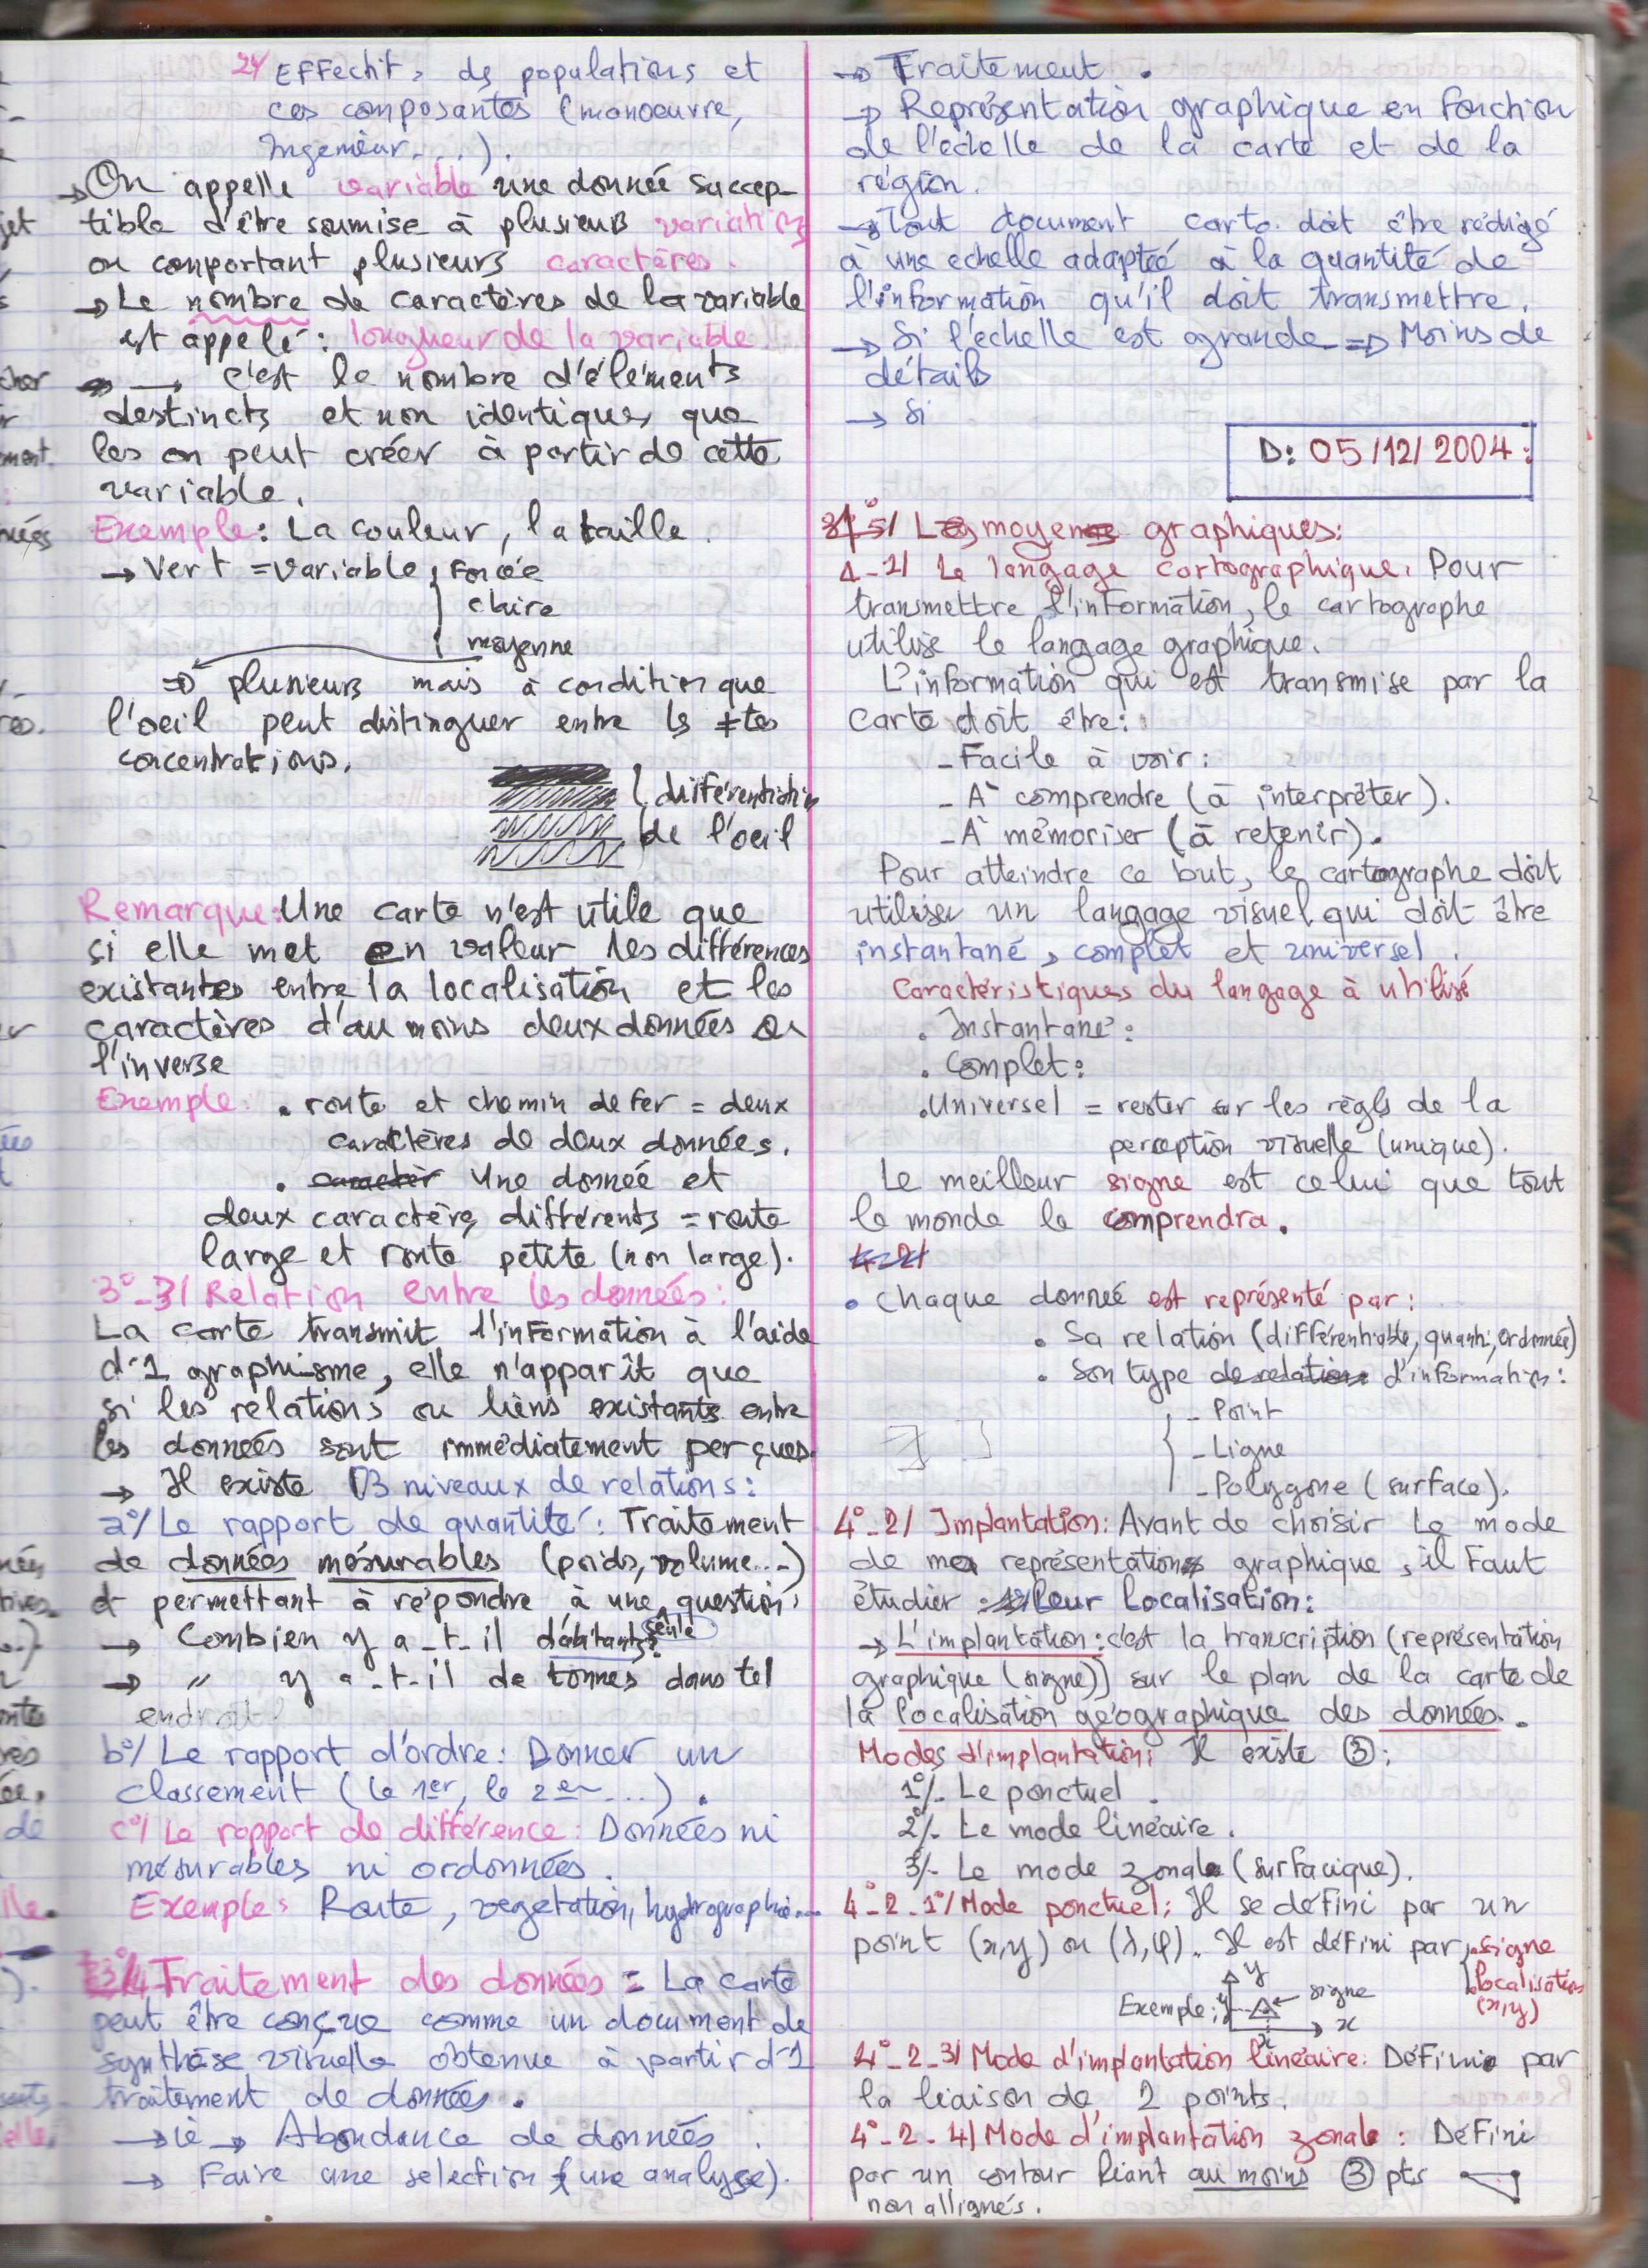 24 Effectif, ds populations et
ces composantes (manoeuvre,
Ingenieur....).
→ On appelle variable une donnée succep-
tible d'être soumise à plusieurs variations
ou comportant plusieurs caractères.
→ Le nombre de caractères de la variable
est appelé : longueur de la variable.
→ c'est le nombre d'éléments
destincts et non identiques que
les on peut créer à partir de cette
variable.
Exemple : La couleur, la taille.
→ Vert = variable, Foncée
claire
moyenne
⇒ plusieurs mais à condition que
l'oeil peut distinguer entre ls ≠tes
concentrations.
différentiation
de l'oeil
Remarque : Une carte n'est utile que
si elle met en valeur les différences
existantes entre la localisation et les
caractères d'au moins deux données ou
l'inverse
Exemple : • route et chemin de fer = deux
caractères de deux données.
• Une donnée et
deux caractères différents = route
large et route petite (non large).
3°-3/ Relation entre les données :
La carte transmit l'information à l'aide
d'1 graphisme, elle n'apparît que
si les relations ou liens existants entre
les données sont immédiatement perçues.
→ Il existe 3 niveaux de relations :
a°/ Le rapport de quantité : Traitement
de données mésurables (poids, volume...)
et permettant à répondre à une seule question
→ Combien y a-t-il d'abitants?
→ " y a-t-il de tonnes dans tel
endroit
b°/ Le rapport d'ordre : Donner un
classement (le 1er, le 2em ...).
c°/ Le rapport de différence : Données ni
mésurables ni ordonnées.
Exemple : Route, vegetation, hydrographie...
4 Traitement des données = La carte
peut être conçue comme un document de
synthèse visuelle obtenue à partir d'1
traitement de données.
→ ie → Abondance de données.
→ Faire une selection (une analyse).
→ Traitement.
→ Représentation graphique en fonction
de l'échelle de la carte et de la
région.
→ Tout document carto. doit être rédigé
à une echelle adaptée à la quantité de
l'information qu'il doit transmettre.
→ Si l'échelle est grande ⇒ Moins de
détails
→ Si
D: 05/12/2004:
Les moyens graphiques:
4-1/ Le langage cartographique. Pour
transmettre l'information, le cartographe
utilise le langage graphique.
L'information qui est transmise par la
Carte doit être :
- Facile à voir :
- A comprendre (à interpréter).
- A mémoriser (à retenir).
Pour atteindre ce but, le cartographe doit
utiliser un langage visuel qui doit être
instantané, complet et universel.
Caractéristiques du langage à utilisé
. Instantané :
. Complet :
. Universel = rester sur les règls de la
perception visuelle (unique).
Le meilleur signe est celui que tout
le monde le comprendra.
4-2/
• Chaque donneé est représenté par :
• Sa relation (différentiable, quanti, ordonnée)
• Son type de relation d'information :
- Point
- Ligne
- Polygone (surface).
4°-2/ Implantation : Avant de choisir Le mode
de représentation graphique, il faut
étudier : leur Localisation :
→ L'implantation : c'est la transcription (représentation
graphique (signe)) sur le plan de la carte de
la localisation géographique des données.
Modes d'implantation : Il existe ③ :
1°/- Le ponctuel.
2°/- Le mode linéaire.
3/- Le mode zonale (surfacique).
4°-2-1°/ Mode ponctuel : Il se défini par un
point (x,y) ou (λ,φ). Il est défini par signe
localisation
(x,y)
Exemple : y y signe
x x
4°-2-3/ Mode d'implantation linéaire : Définie par
la liaison de 2 points.
4°-2-4/ Mode d'implantation zonale : Défini
par un contour liant au moins ③ pts
non allignés.